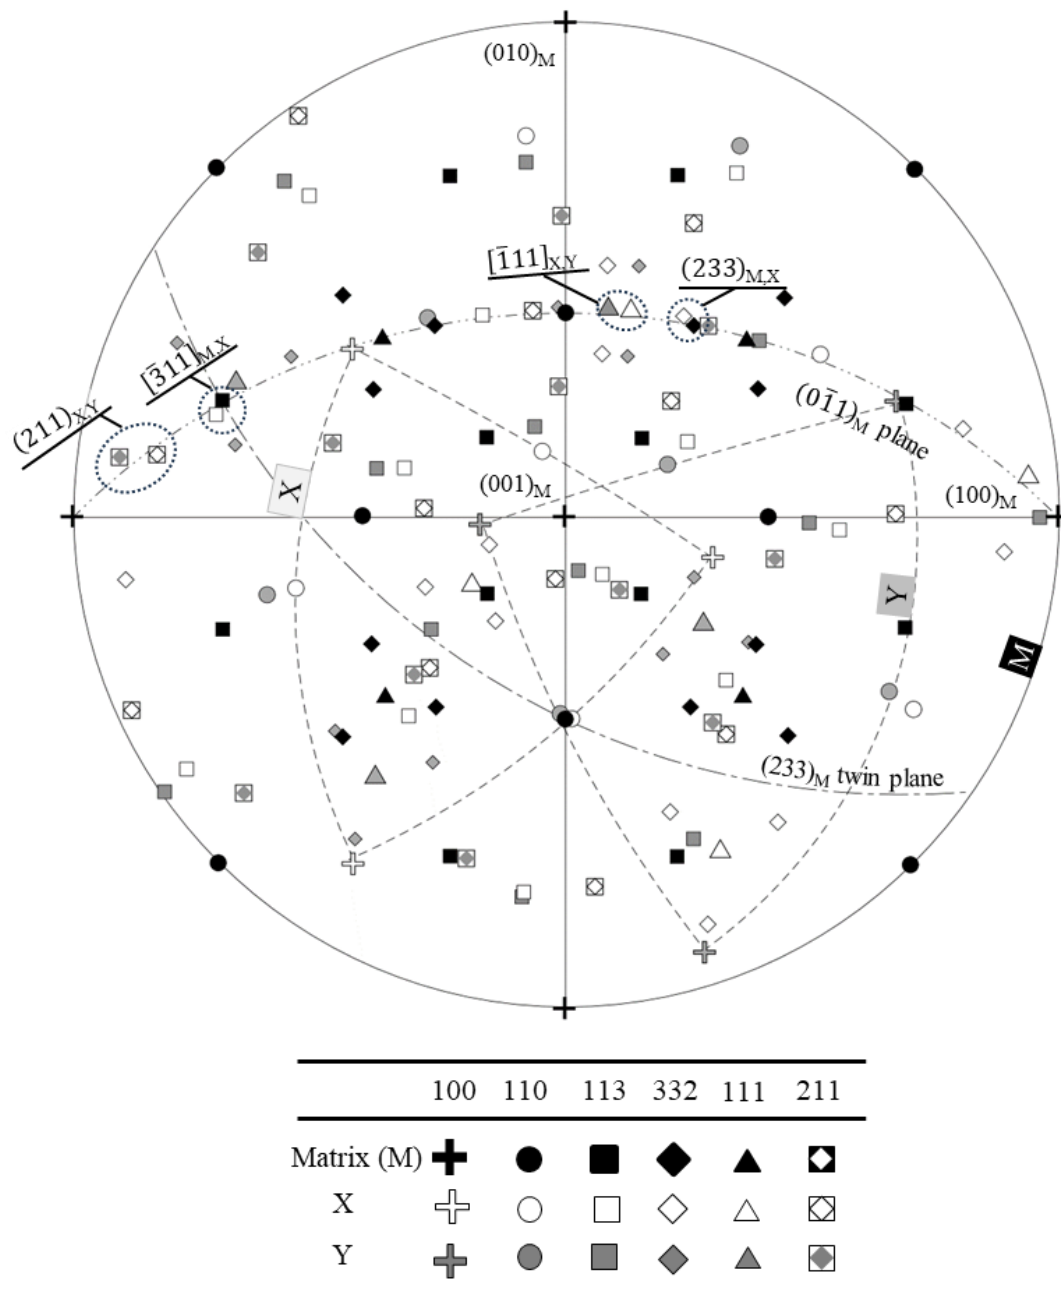 (010)M
[1̄11]X,Y
(233)M,X
[3̄11]M,X
(211)X,Y
(01̄1)M plane
X
(001)M
(100)M
Y
M
(233)M twin plane
100 110 113 332 111 211
Matrix (M)
X
Y